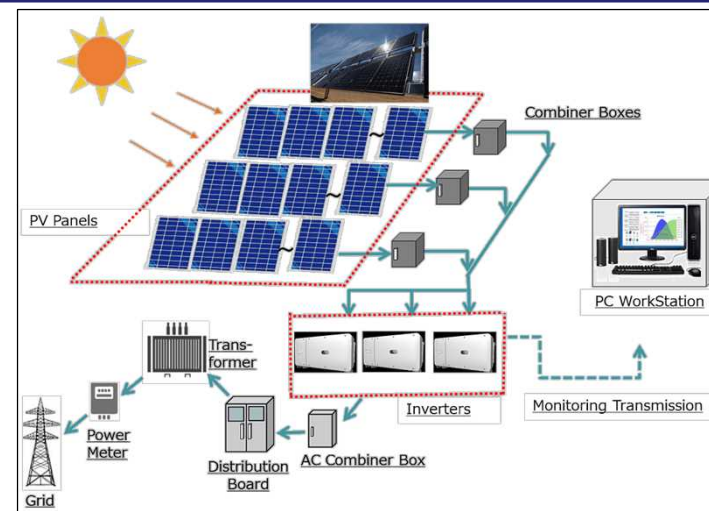 Combiner Boxes
PV Panels
PC WorkStation
Trans-
former
Inverters
Monitoring Transmission
Power
Meter
Distribution
Board
AC Combiner Box
Grid